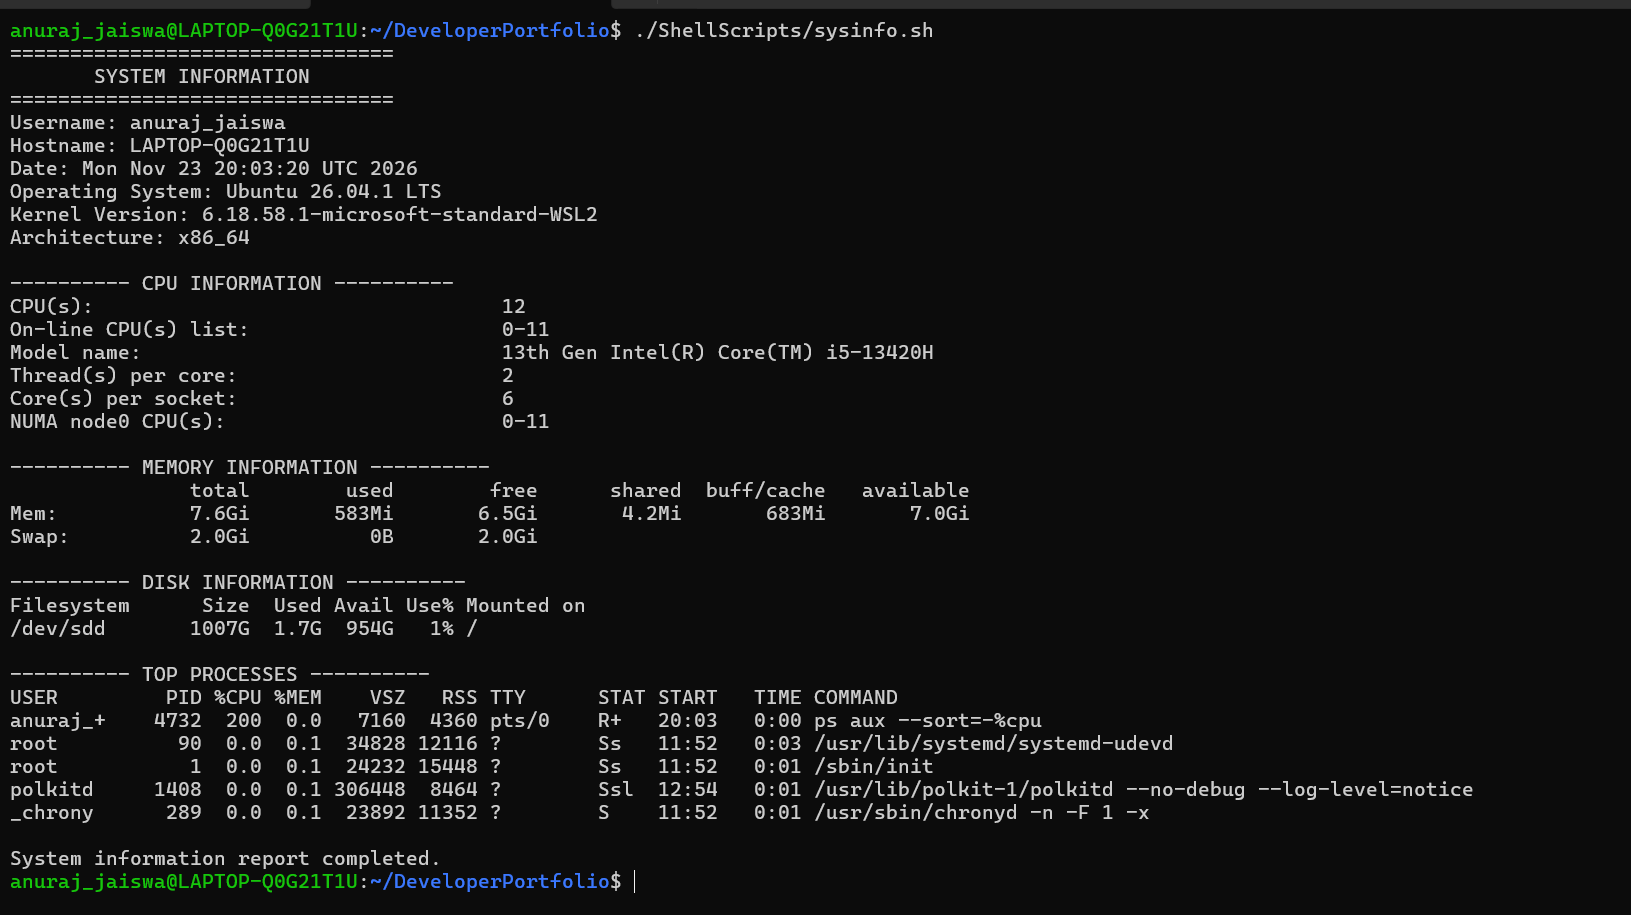 anuraj_jaiswa@LAPTOP-Q0G21T1U:~/DeveloperPortfolio$ ./ShellScripts/sysinfo.sh
================================
       SYSTEM INFORMATION
================================
Username: anuraj_jaiswa
Hostname: LAPTOP-Q0G21T1U
Date: Mon Nov 23 20:03:20 UTC 2026
Operating System: Ubuntu 26.04.1 LTS
Kernel Version: 6.18.58.1-microsoft-standard-WSL2
Architecture: x86_64

---------- CPU INFORMATION ----------
CPU(s):                                  12
On-line CPU(s) list:                     0-11
Model name:                              13th Gen Intel(R) Core(TM) i5-13420H
Thread(s) per core:                      2
Core(s) per socket:                      6
NUMA node0 CPU(s):                       0-11

---------- MEMORY INFORMATION ----------
               total        used        free      shared  buff/cache   available
Mem:           7.6Gi       583Mi       6.5Gi       4.2Mi       683Mi       7.0Gi
Swap:          2.0Gi          0B       2.0Gi

---------- DISK INFORMATION ----------
Filesystem      Size  Used Avail Use% Mounted on
/dev/sdd       1007G  1.7G  954G   1% /

---------- TOP PROCESSES ----------
USER         PID %CPU %MEM    VSZ   RSS TTY      STAT START   TIME COMMAND
anuraj_+    4732  200  0.0   7160  4360 pts/0    R+   20:03   0:00 ps aux --sort=-%cpu
root          90  0.0  0.1  34828 12116 ?        Ss   11:52   0:03 /usr/lib/systemd/systemd-udevd
root           1  0.0  0.1  24232 15448 ?        Ss   11:52   0:01 /sbin/init
polkitd     1408  0.0  0.1 306448  8464 ?        Ssl  12:54   0:01 /usr/lib/polkit-1/polkitd --no-debug --log-level=notice
_chrony      289  0.0  0.1  23892 11352 ?        S    11:52   0:01 /usr/sbin/chronyd -n -F 1 -x

System information report completed.
anuraj_jaiswa@LAPTOP-Q0G21T1U:~/DeveloperPortfolio$